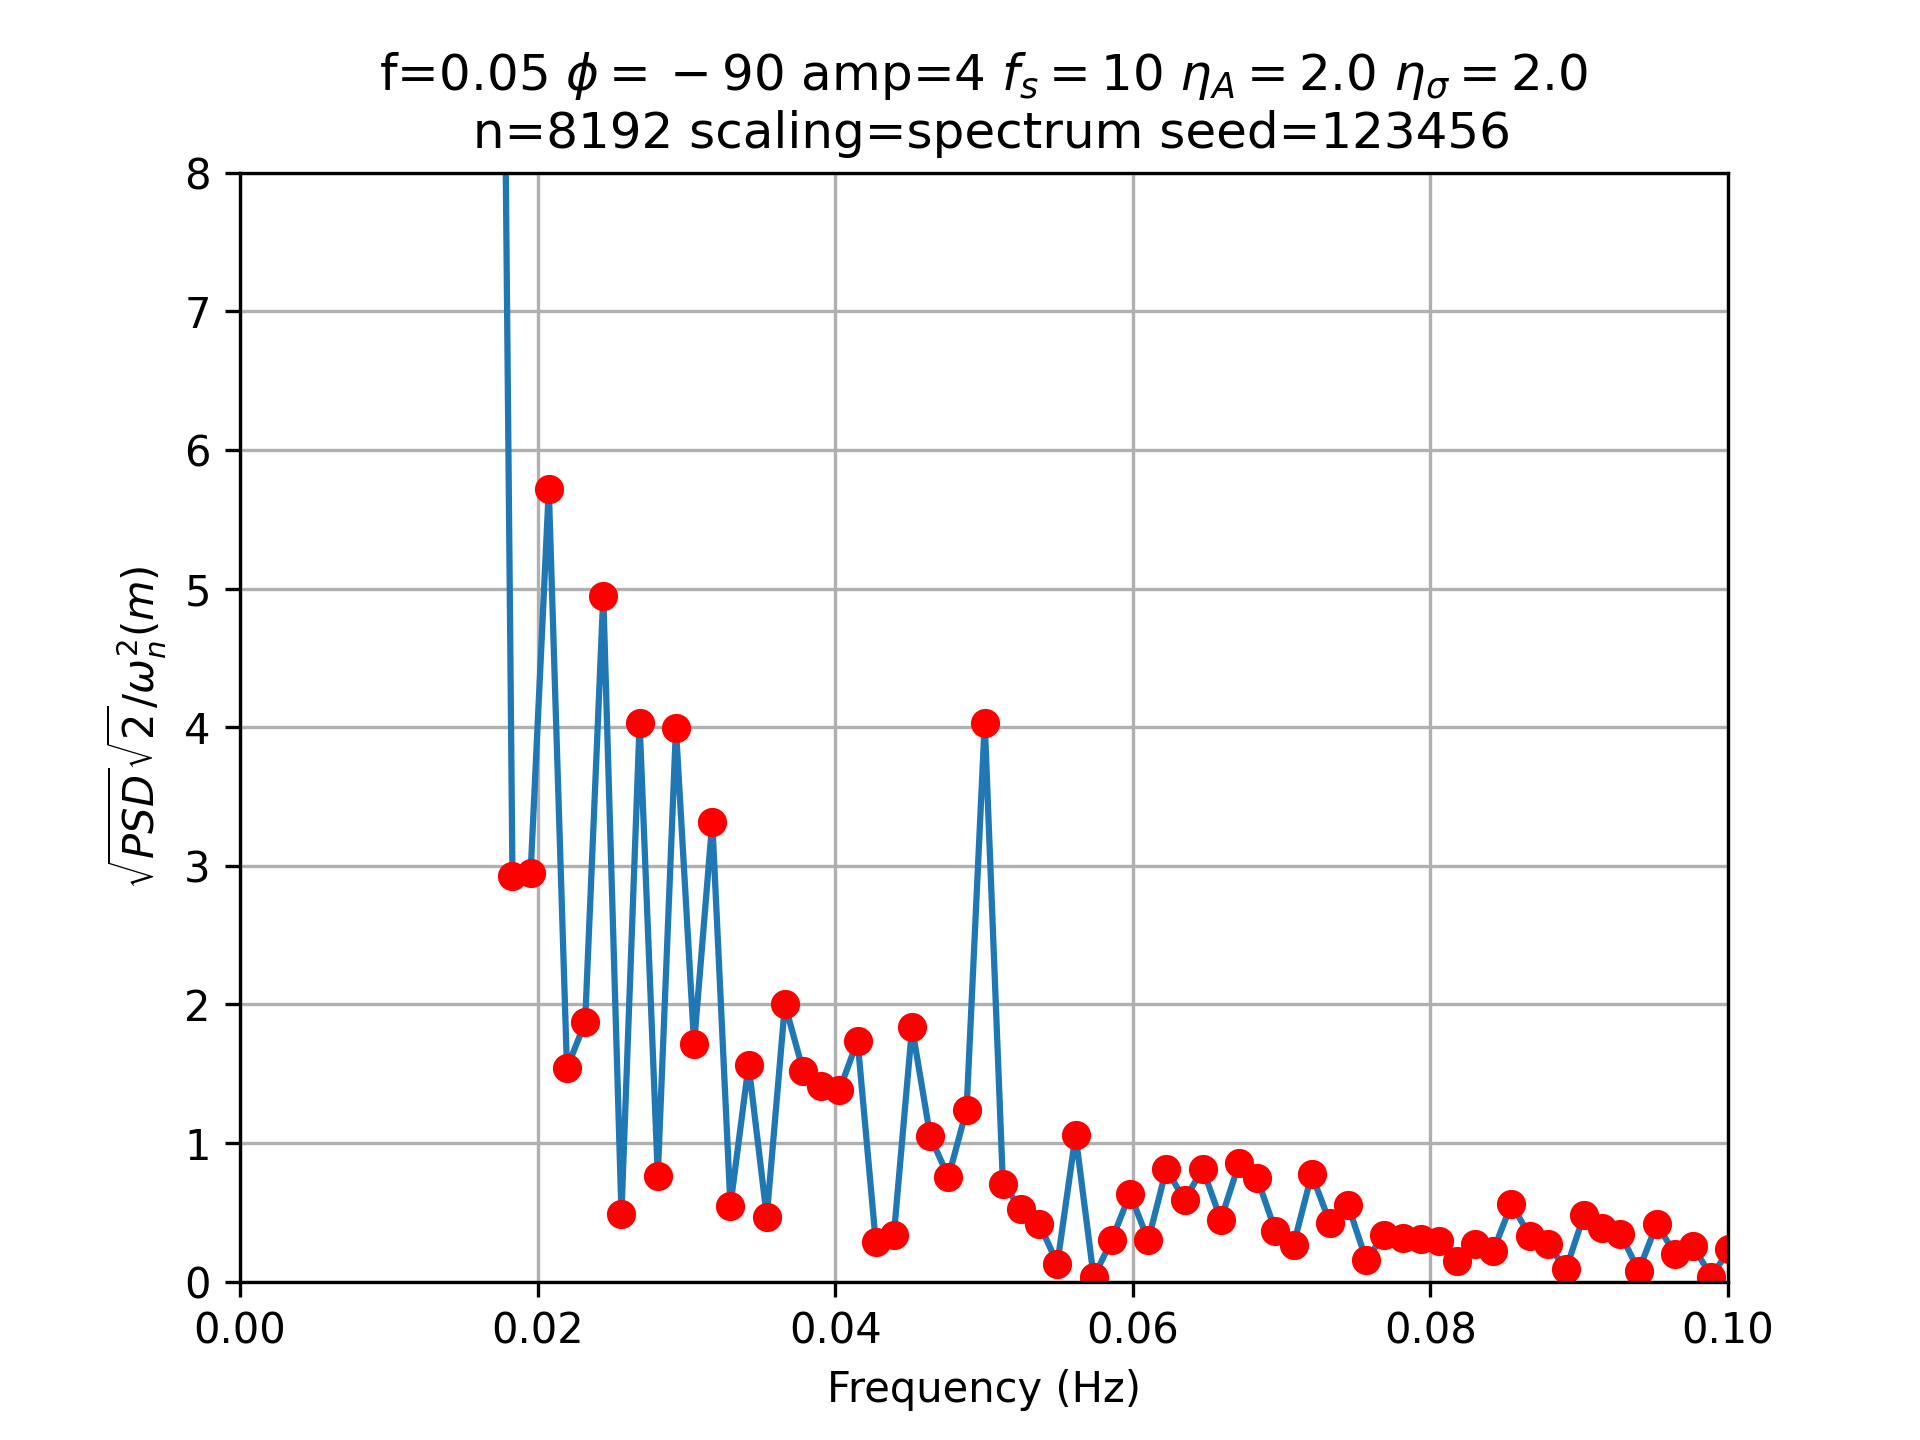 f=0.05 ϕ = −90 amp=4 fₛ = 10 η_A = 2.0 η_σ = 2.0
n=8192 scaling=spectrum seed=123456
8
7
6
5
4
3
2
1
0
√PSD√2/ω_n^2(m)
0.00 0.02 0.04 0.06 0.08 0.10
Frequency (Hz)